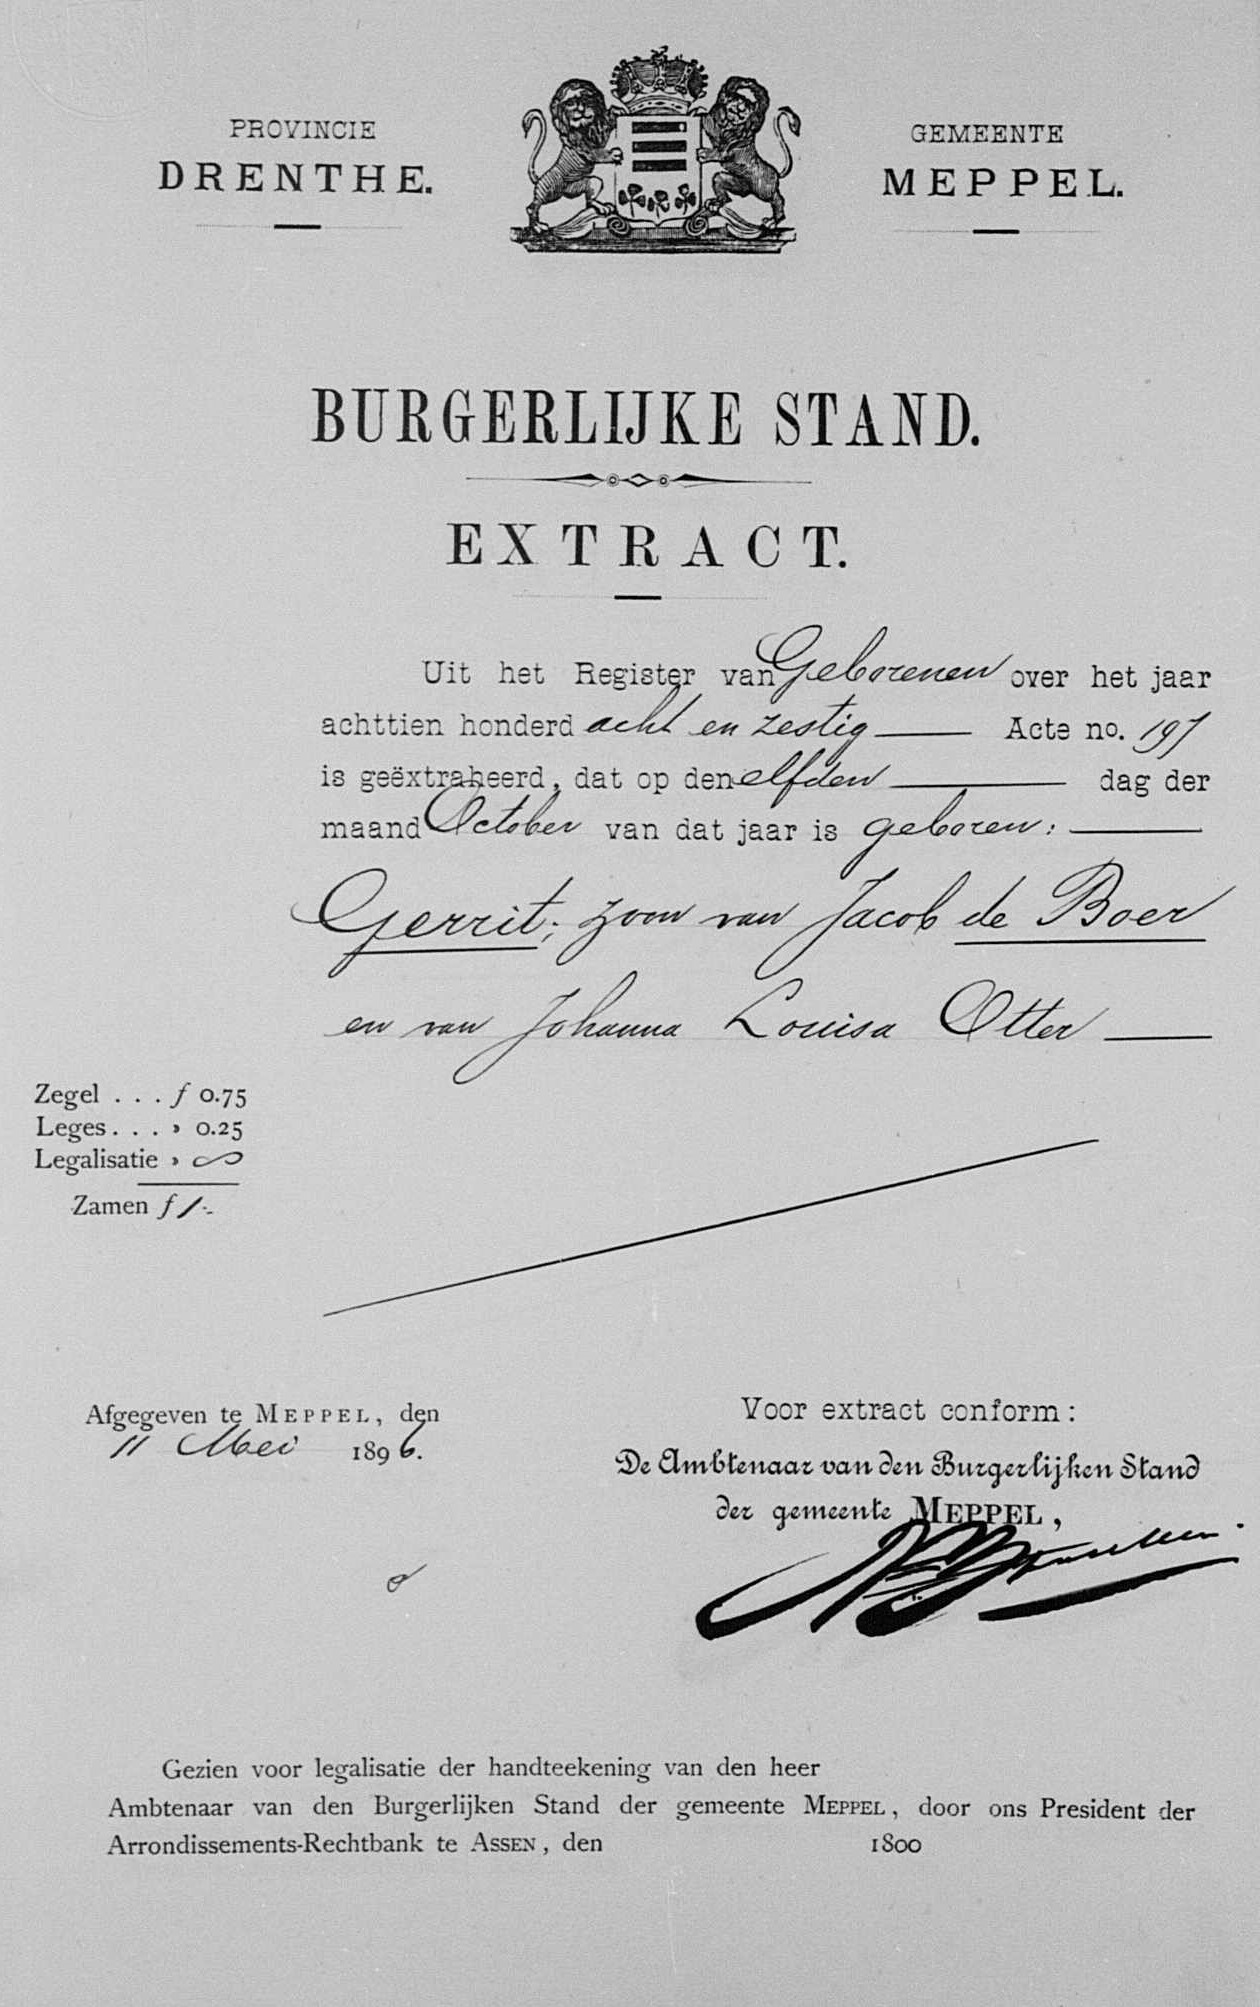 PROVINCIE
DRENTHE.
GEMEENTE
MEPPEL.
BURGERLIJKE STAND.
EXTRACT.
Uit het Register van Geborenen over het jaar
achttien honderd acht en zestig Acte no. 197
is geëxtraheerd, dat op den elfden dag der
maand October van dat jaar is geboren:
Gerrit, zoon van Jacob de Boer
en van Johanna Louisa Otter
Zegel . . . f 0.75
Leges . . . » 0.25
Legalisatie »
Zamen f 1.-
Afgegeven te MEPPEL, den
11 Mei 1896.
Voor extract conform:
De Ambtenaar van den Burgerlijken Stand
der gemeente MEPPEL,
Gezien voor legalisatie der handteekening van den heer
Ambtenaar van den Burgerlijken Stand der gemeente MEPPEL, door ons President der
Arrondissements-Rechtbank te ASSEN, den 1800